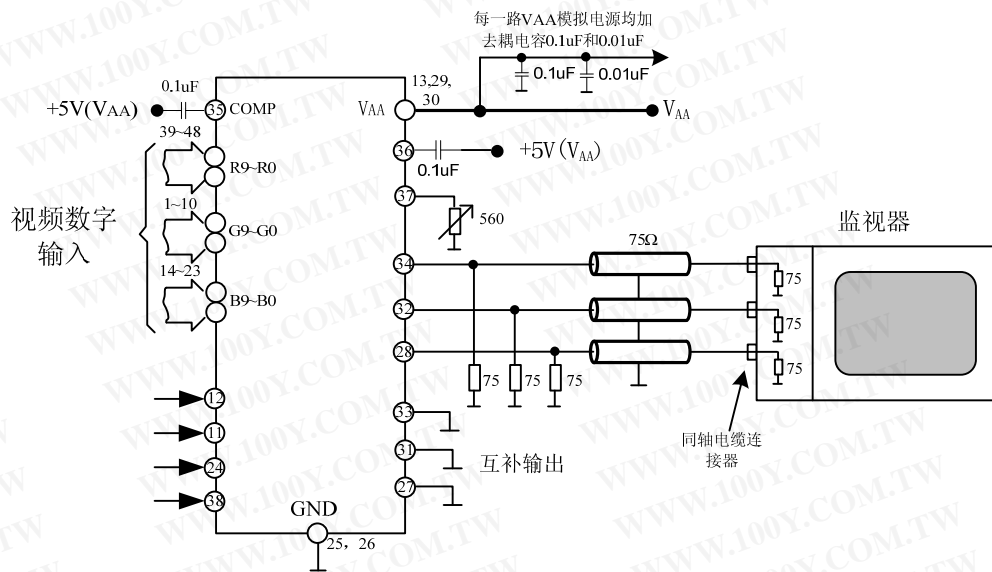 每一路VAA模拟电源均加
去耦电容0.1uF和0.01uF
0.1uF
0.01uF
0.1uF
+5V(VAA)
35
COMP
13,29,
30
VAA
VAA
39~48
R9~R0
36
0.1uF
+5V(VAA)
37
560
视频数字
输入
1~10
G9~G0
监视器
34
75Ω
75
14~23
B9~B0
32
75
28
75
75
75
75
12
33
11
31
互补输出
同轴电缆连
接器
24
27
38
GND
25，26
WWW.100Y.COM.TW